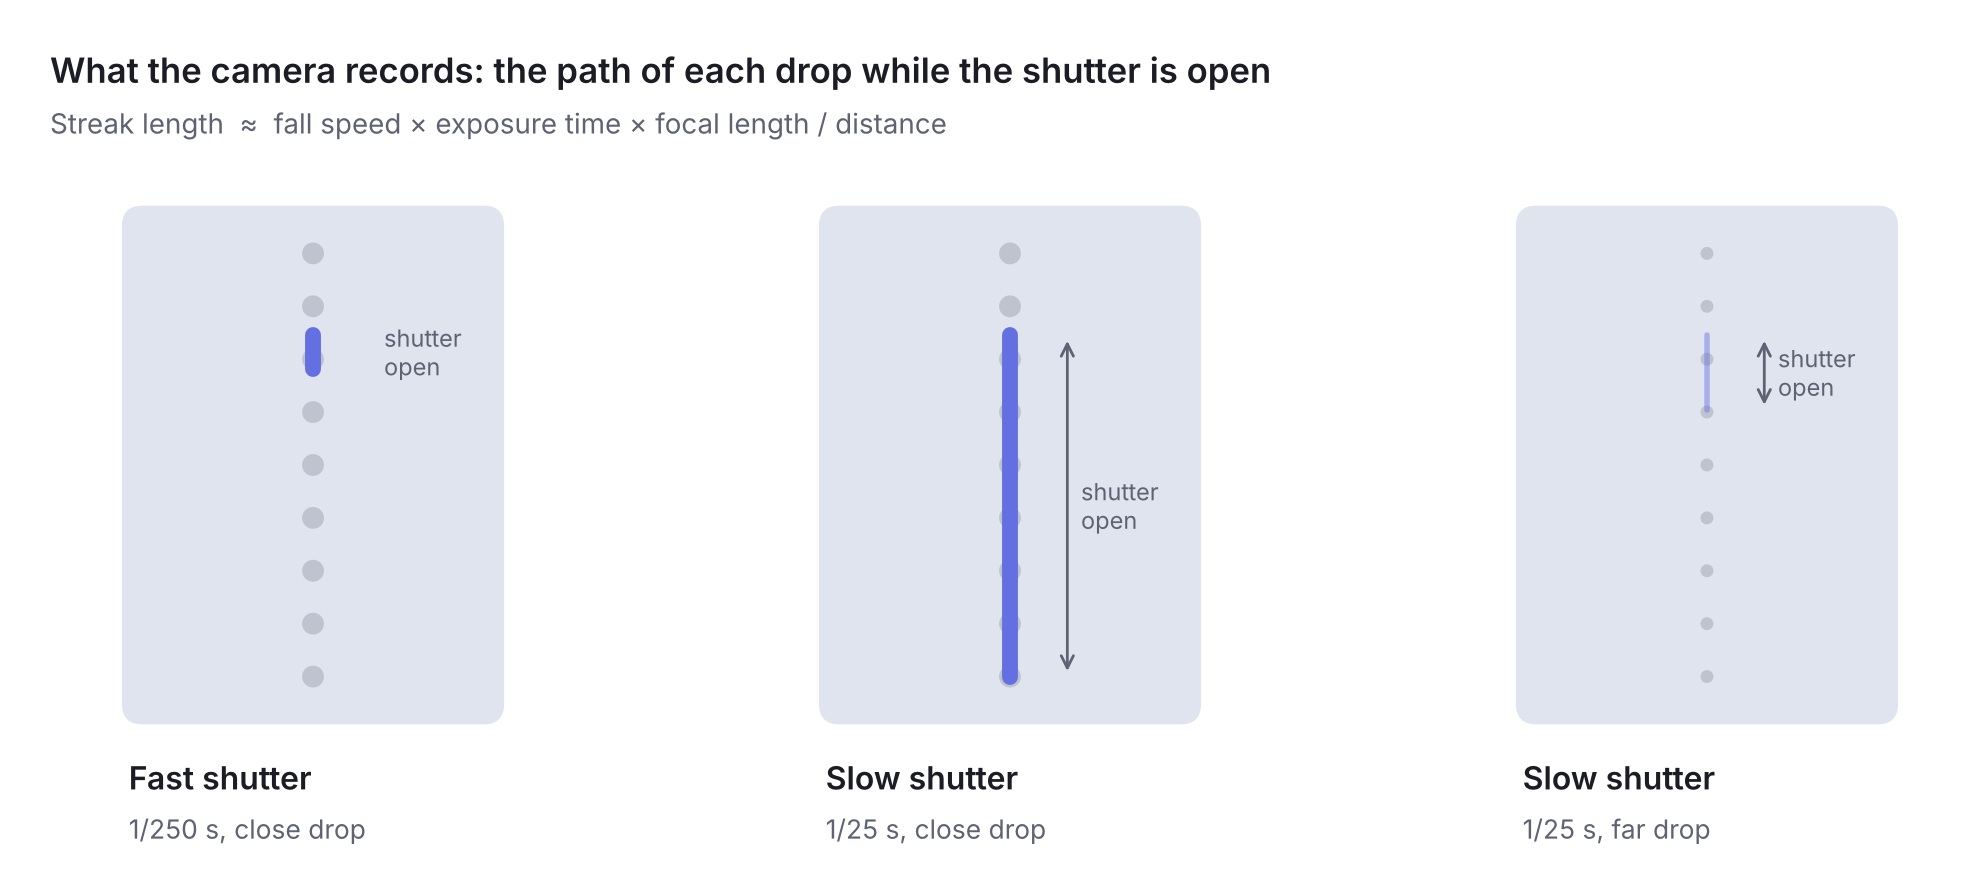 What the camera records: the path of each drop while the shutter is open
Streak length ≈ fall speed × exposure time × focal length / distance
shutter
open
shutter
open
shutter
open
Fast shutter
1/250 s, close drop
Slow shutter
1/25 s, close drop
Slow shutter
1/25 s, far drop